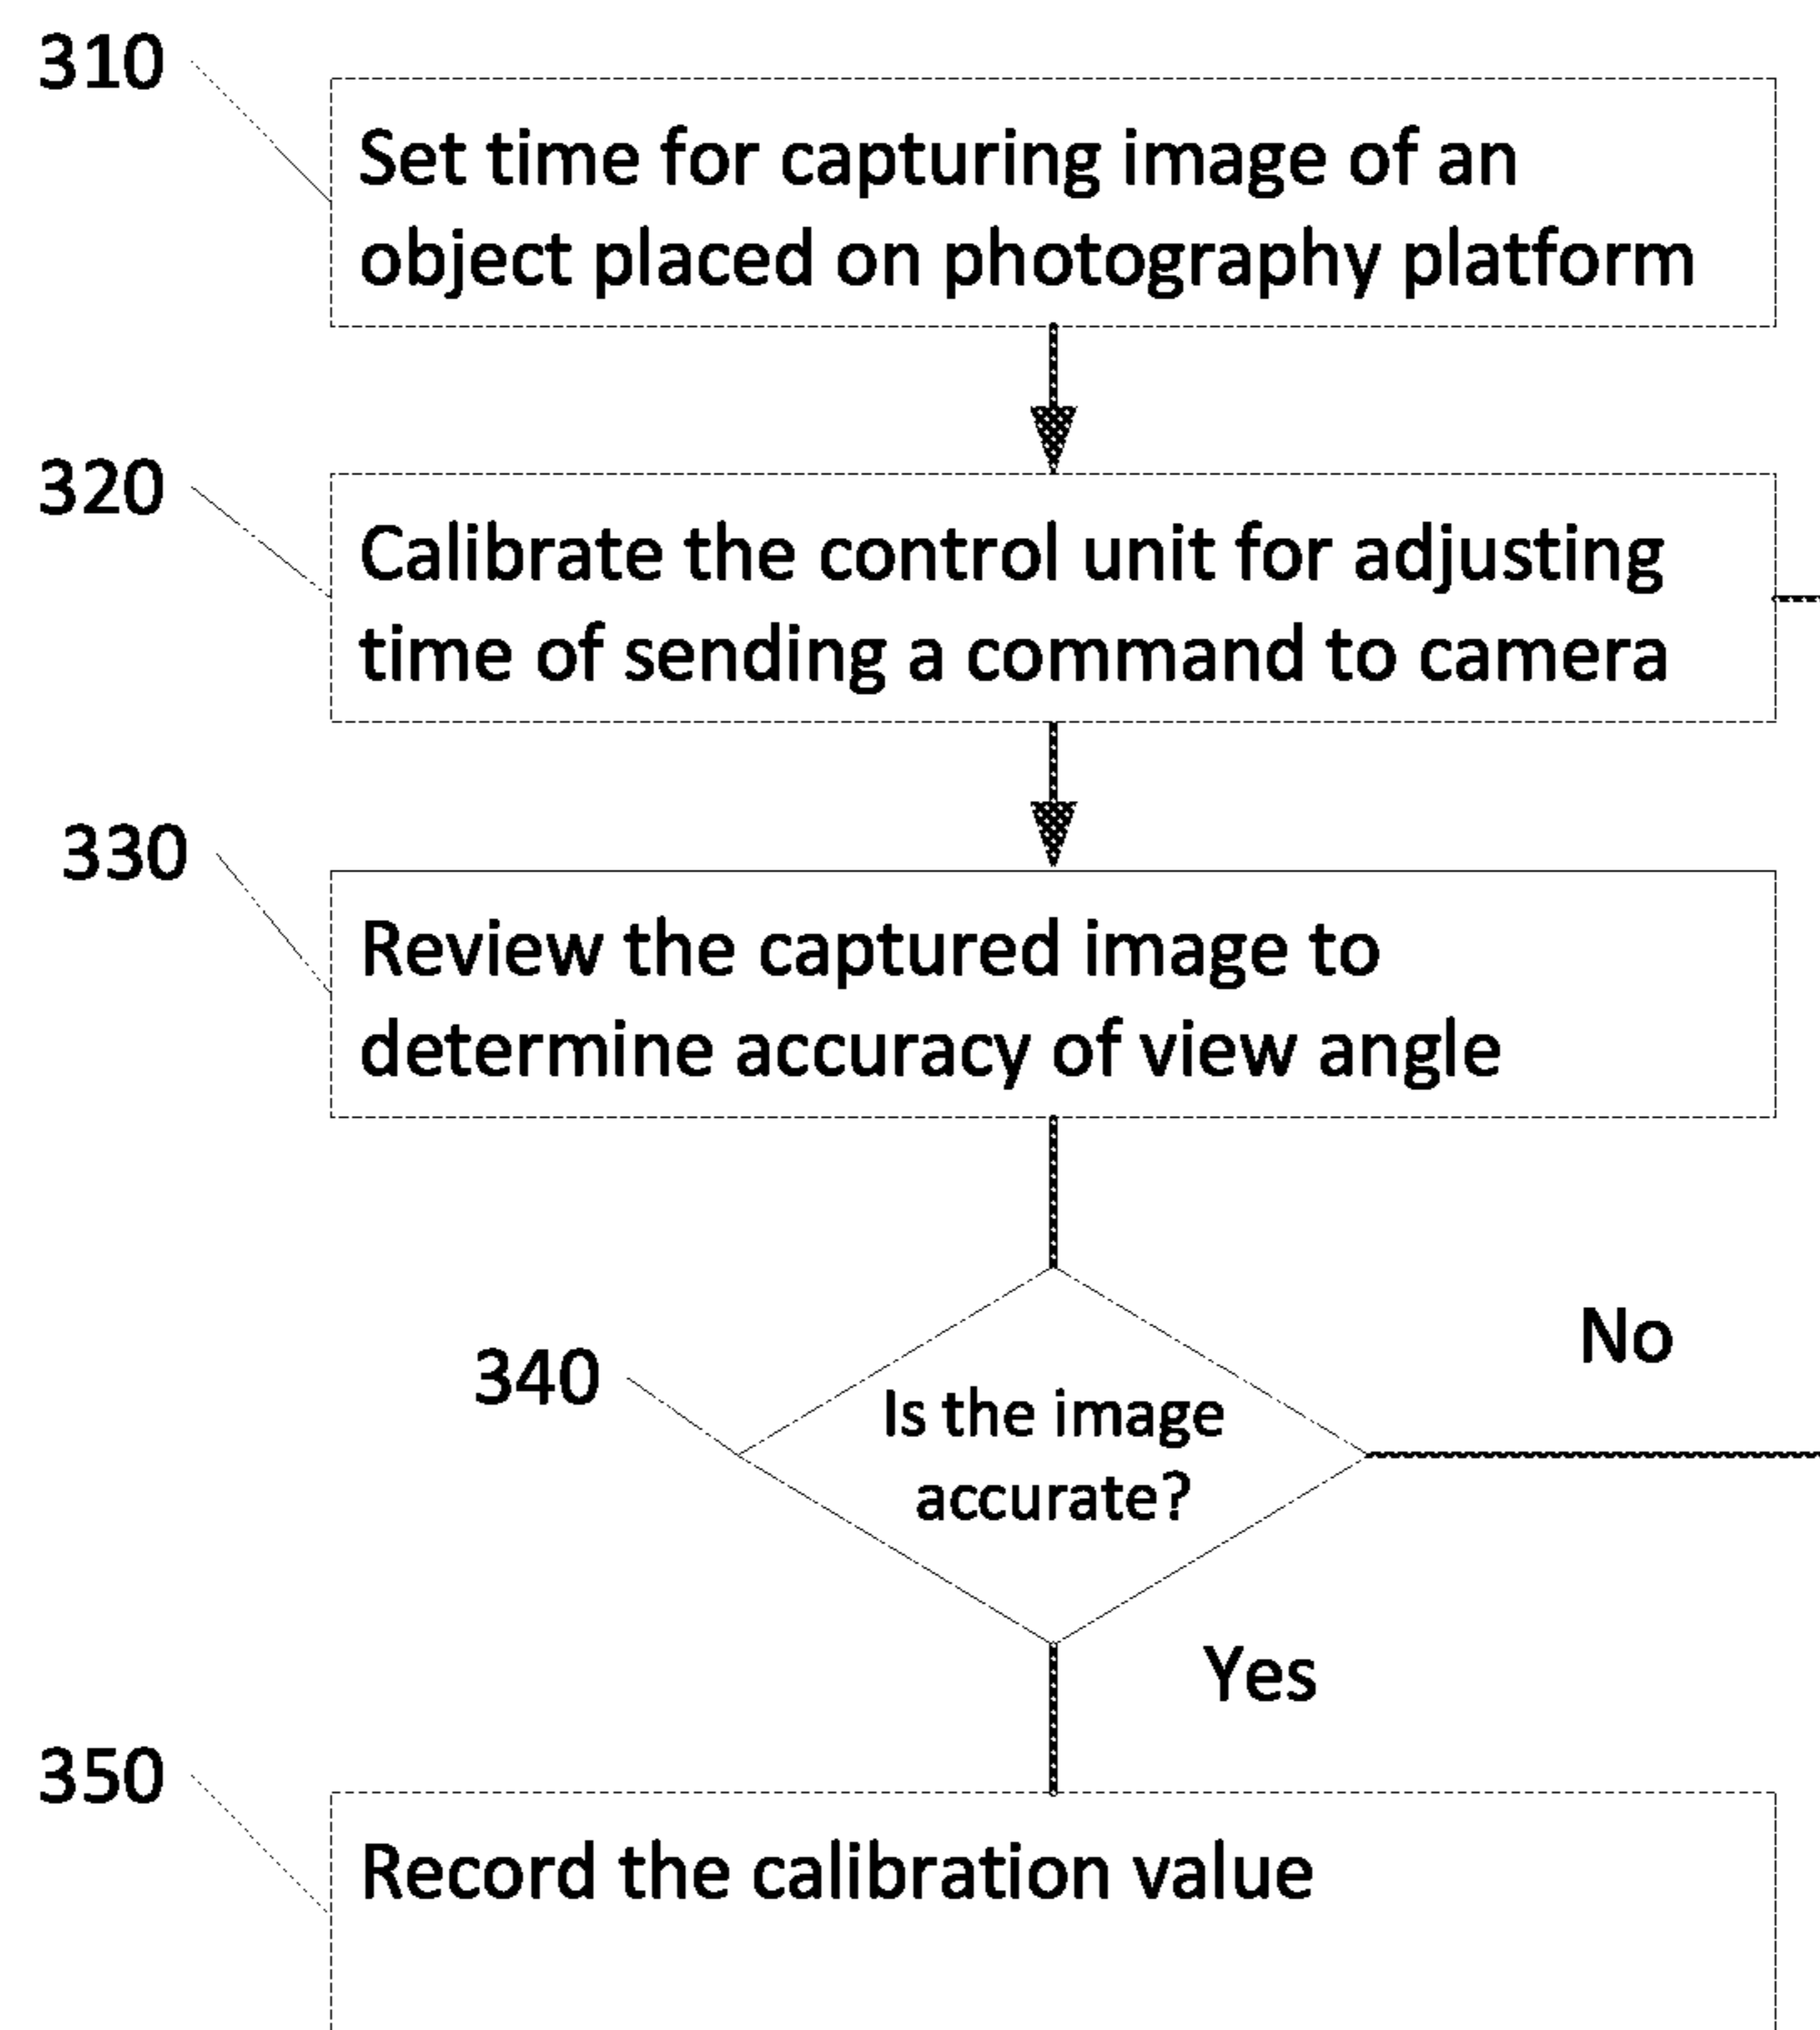 310
Set time for capturing image of an
object placed on photography platform
320
Calibrate the control unit for adjusting
time of sending a command to camera
330
Review the captured image to
determine accuracy of view angle
No
340
Is the image
accurate?
Yes
350
Record the calibration value